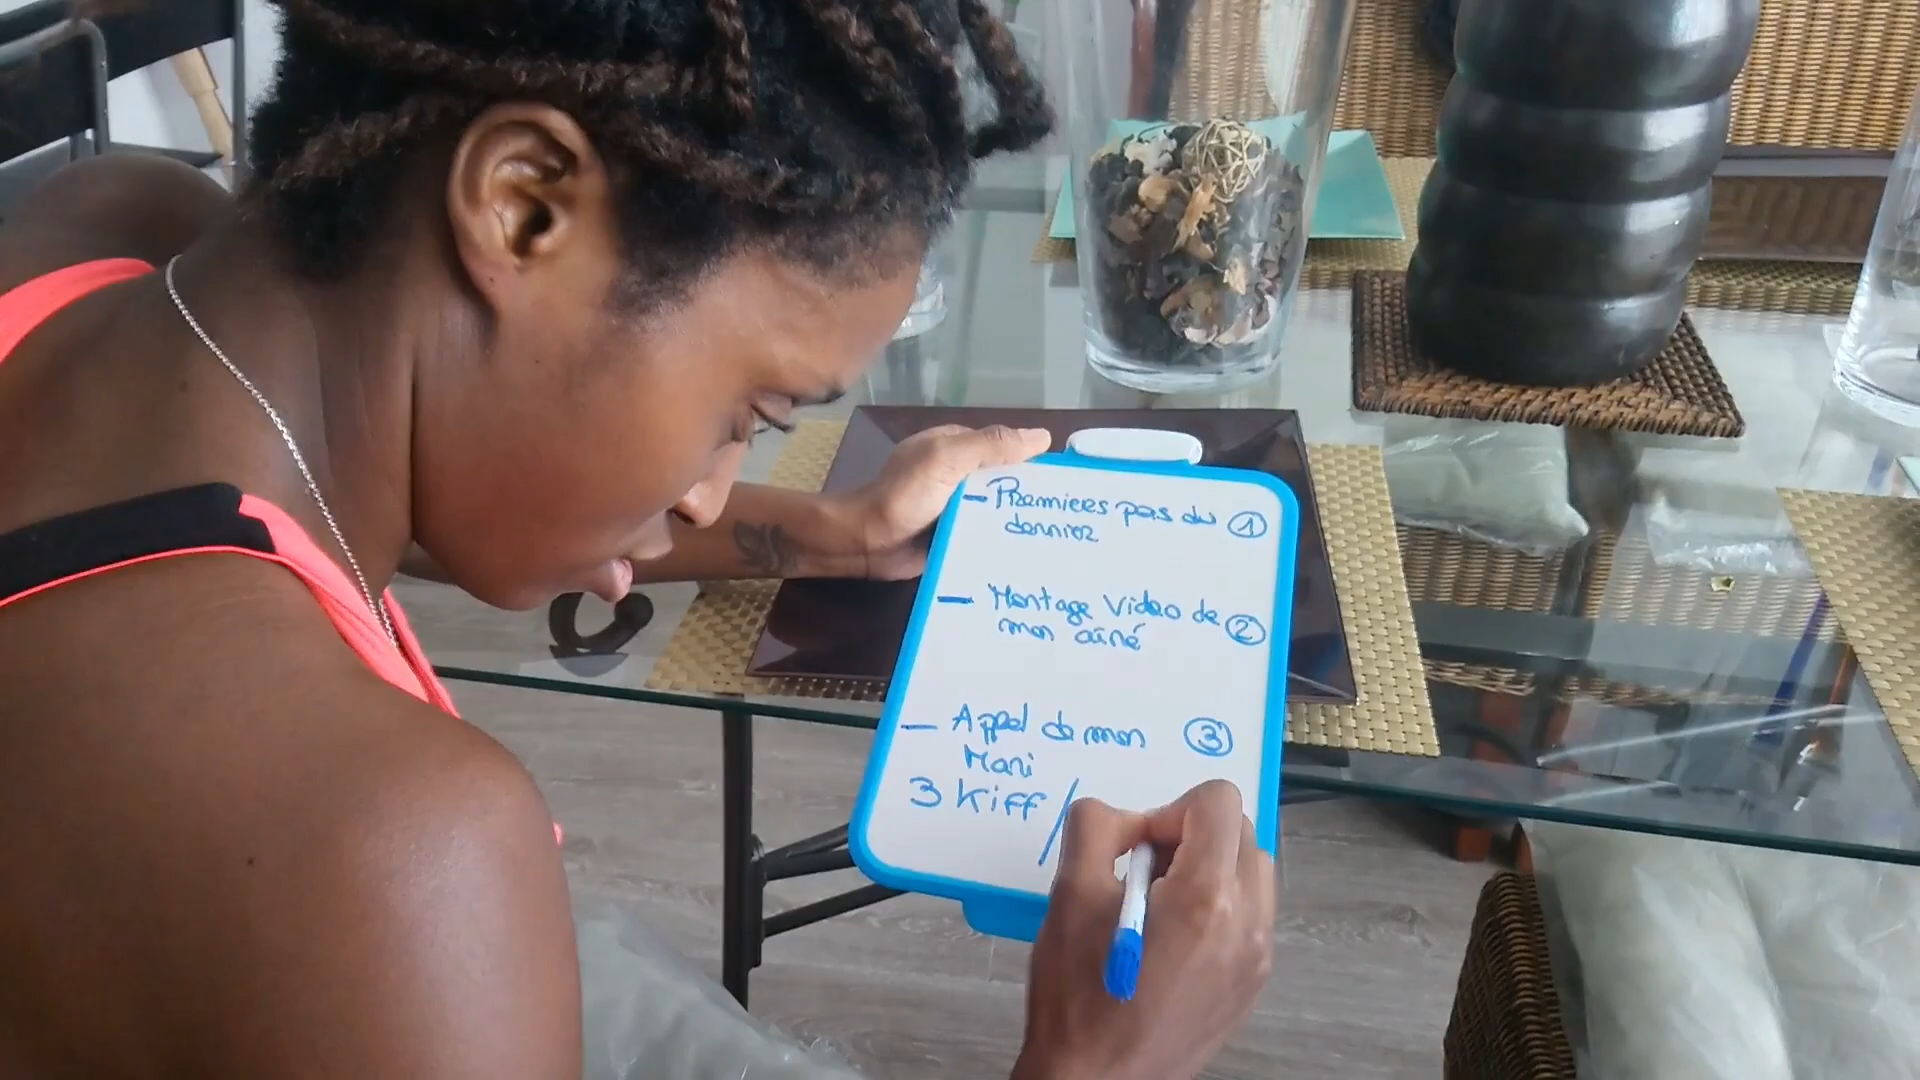 — Premieres pas du ①
dernier
— Montage Video de ②
mon aîné
— Appel de mon ③
Mari
3 Kiff /